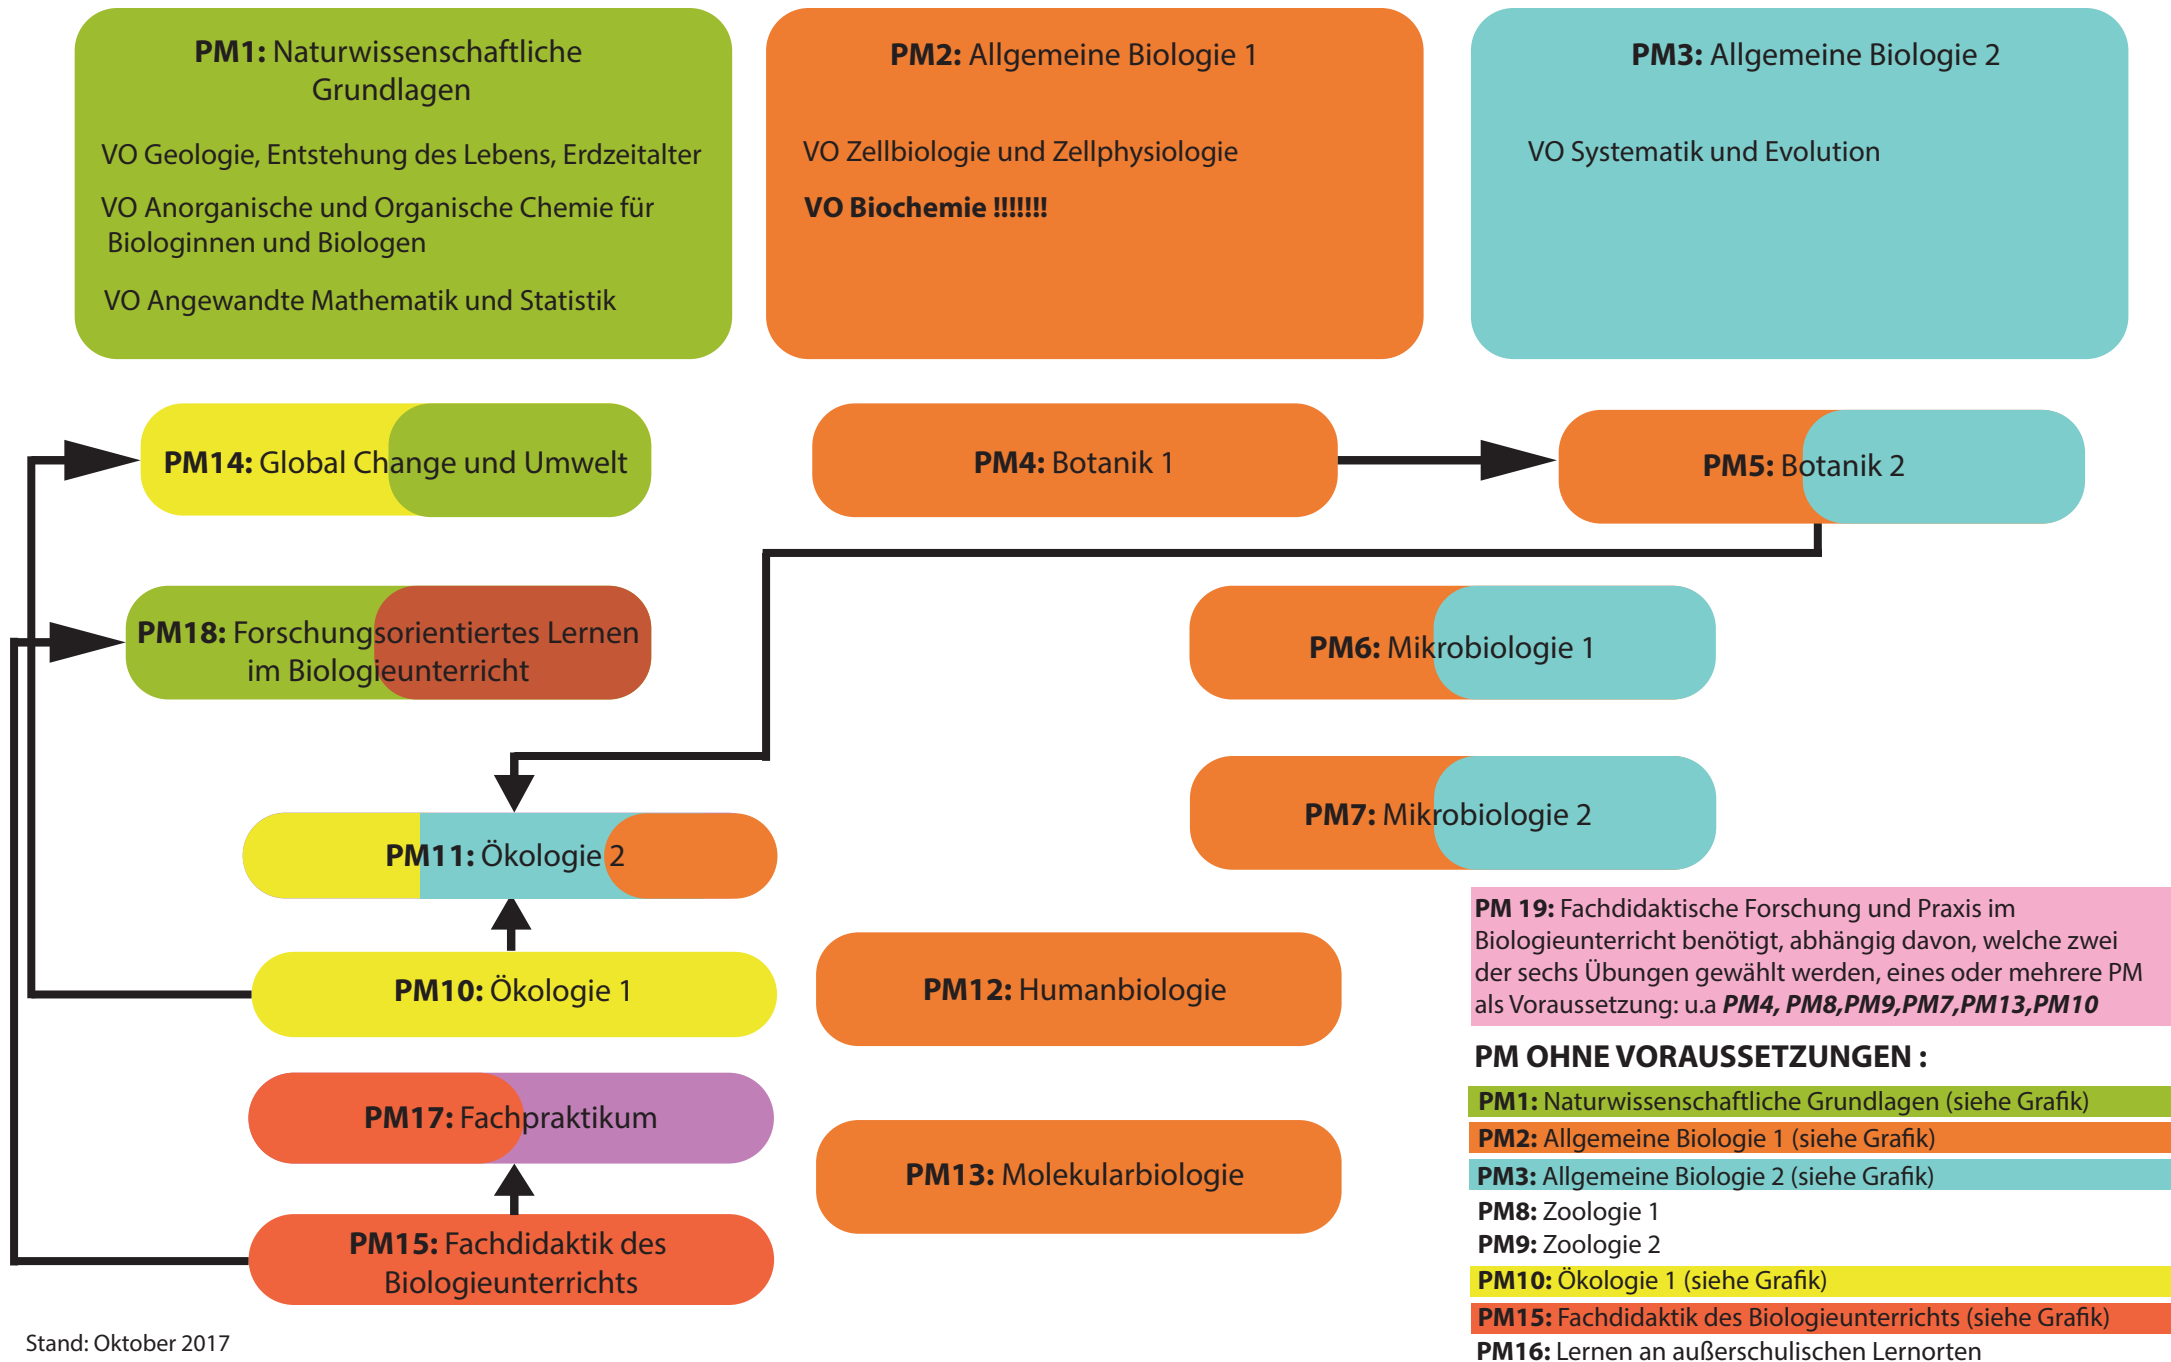 PM1: Naturwissenschaftliche
Grundlagen
VO Geologie, Entstehung des Lebens, Erdzeitalter
VO Anorganische und Organische Chemie für
Biologinnen und Biologen
VO Angewandte Mathematik und Statistik
PM2: Allgemeine Biologie 1
VO Zellbiologie und Zellphysiologie
VO Biochemie !!!!!!!
PM3: Allgemeine Biologie 2
VO Systematik und Evolution
PM14: Global Change und Umwelt
PM4: Botanik 1
PM5: Botanik 2
PM18: Forschungsorientiertes Lernen
im Biologieunterricht
PM6: Mikrobiologie 1
PM7: Mikrobiologie 2
PM11: Ökologie 2
PM10: Ökologie 1
PM12: Humanbiologie
PM17: Fachpraktikum
PM13: Molekularbiologie
PM15: Fachdidaktik des
Biologieunterrichts
PM 19: Fachdidaktische Forschung und Praxis im
Biologieunterricht benötigt, abhängig davon, welche zwei
der sechs Übungen gewählt werden, eines oder mehrere PM
als Voraussetzung: u.a PM4, PM8,PM9,PM7,PM13,PM10
PM OHNE VORAUSSETZUNGEN :
PM1: Naturwissenschaftliche Grundlagen (siehe Grafik)
PM2: Allgemeine Biologie 1 (siehe Grafik)
PM3: Allgemeine Biologie 2 (siehe Grafik)
PM8: Zoologie 1
PM9: Zoologie 2
PM10: Ökologie 1 (siehe Grafik)
PM15: Fachdidaktik des Biologieunterrichts (siehe Grafik)
PM16: Lernen an außerschulischen Lernorten
Stand: Oktober 2017